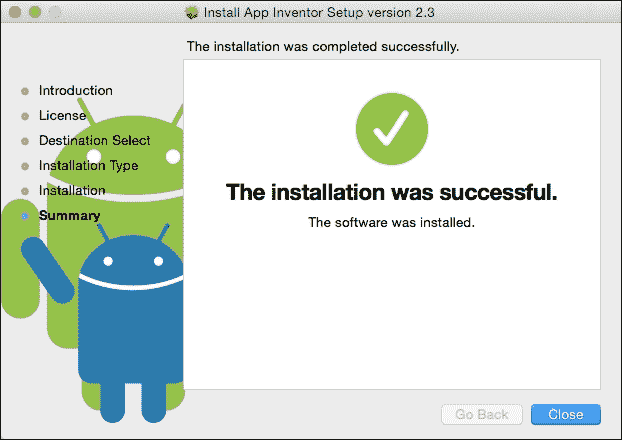 Install App Inventor Setup version 2.3
The installation was completed successfully.
Introduction
License
Destination Select
Installation Type
Installation
Summary
The installation was successful.
The software was installed.
Go Back
Close